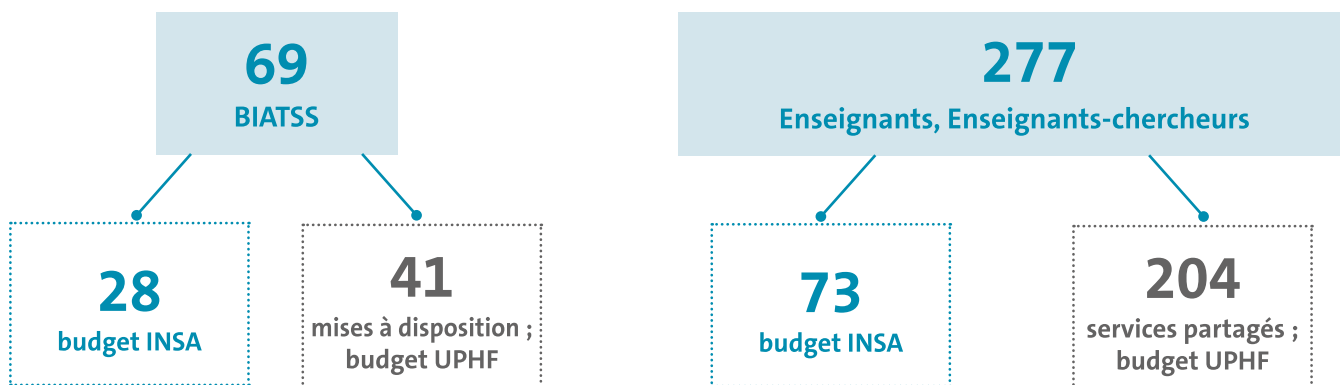 69
BIATSS
28
budget INSA
41
mises à disposition ;
budget UPHF
277
Enseignants, Enseignants-chercheurs
73
budget INSA
204
services partagés ;
budget UPHF